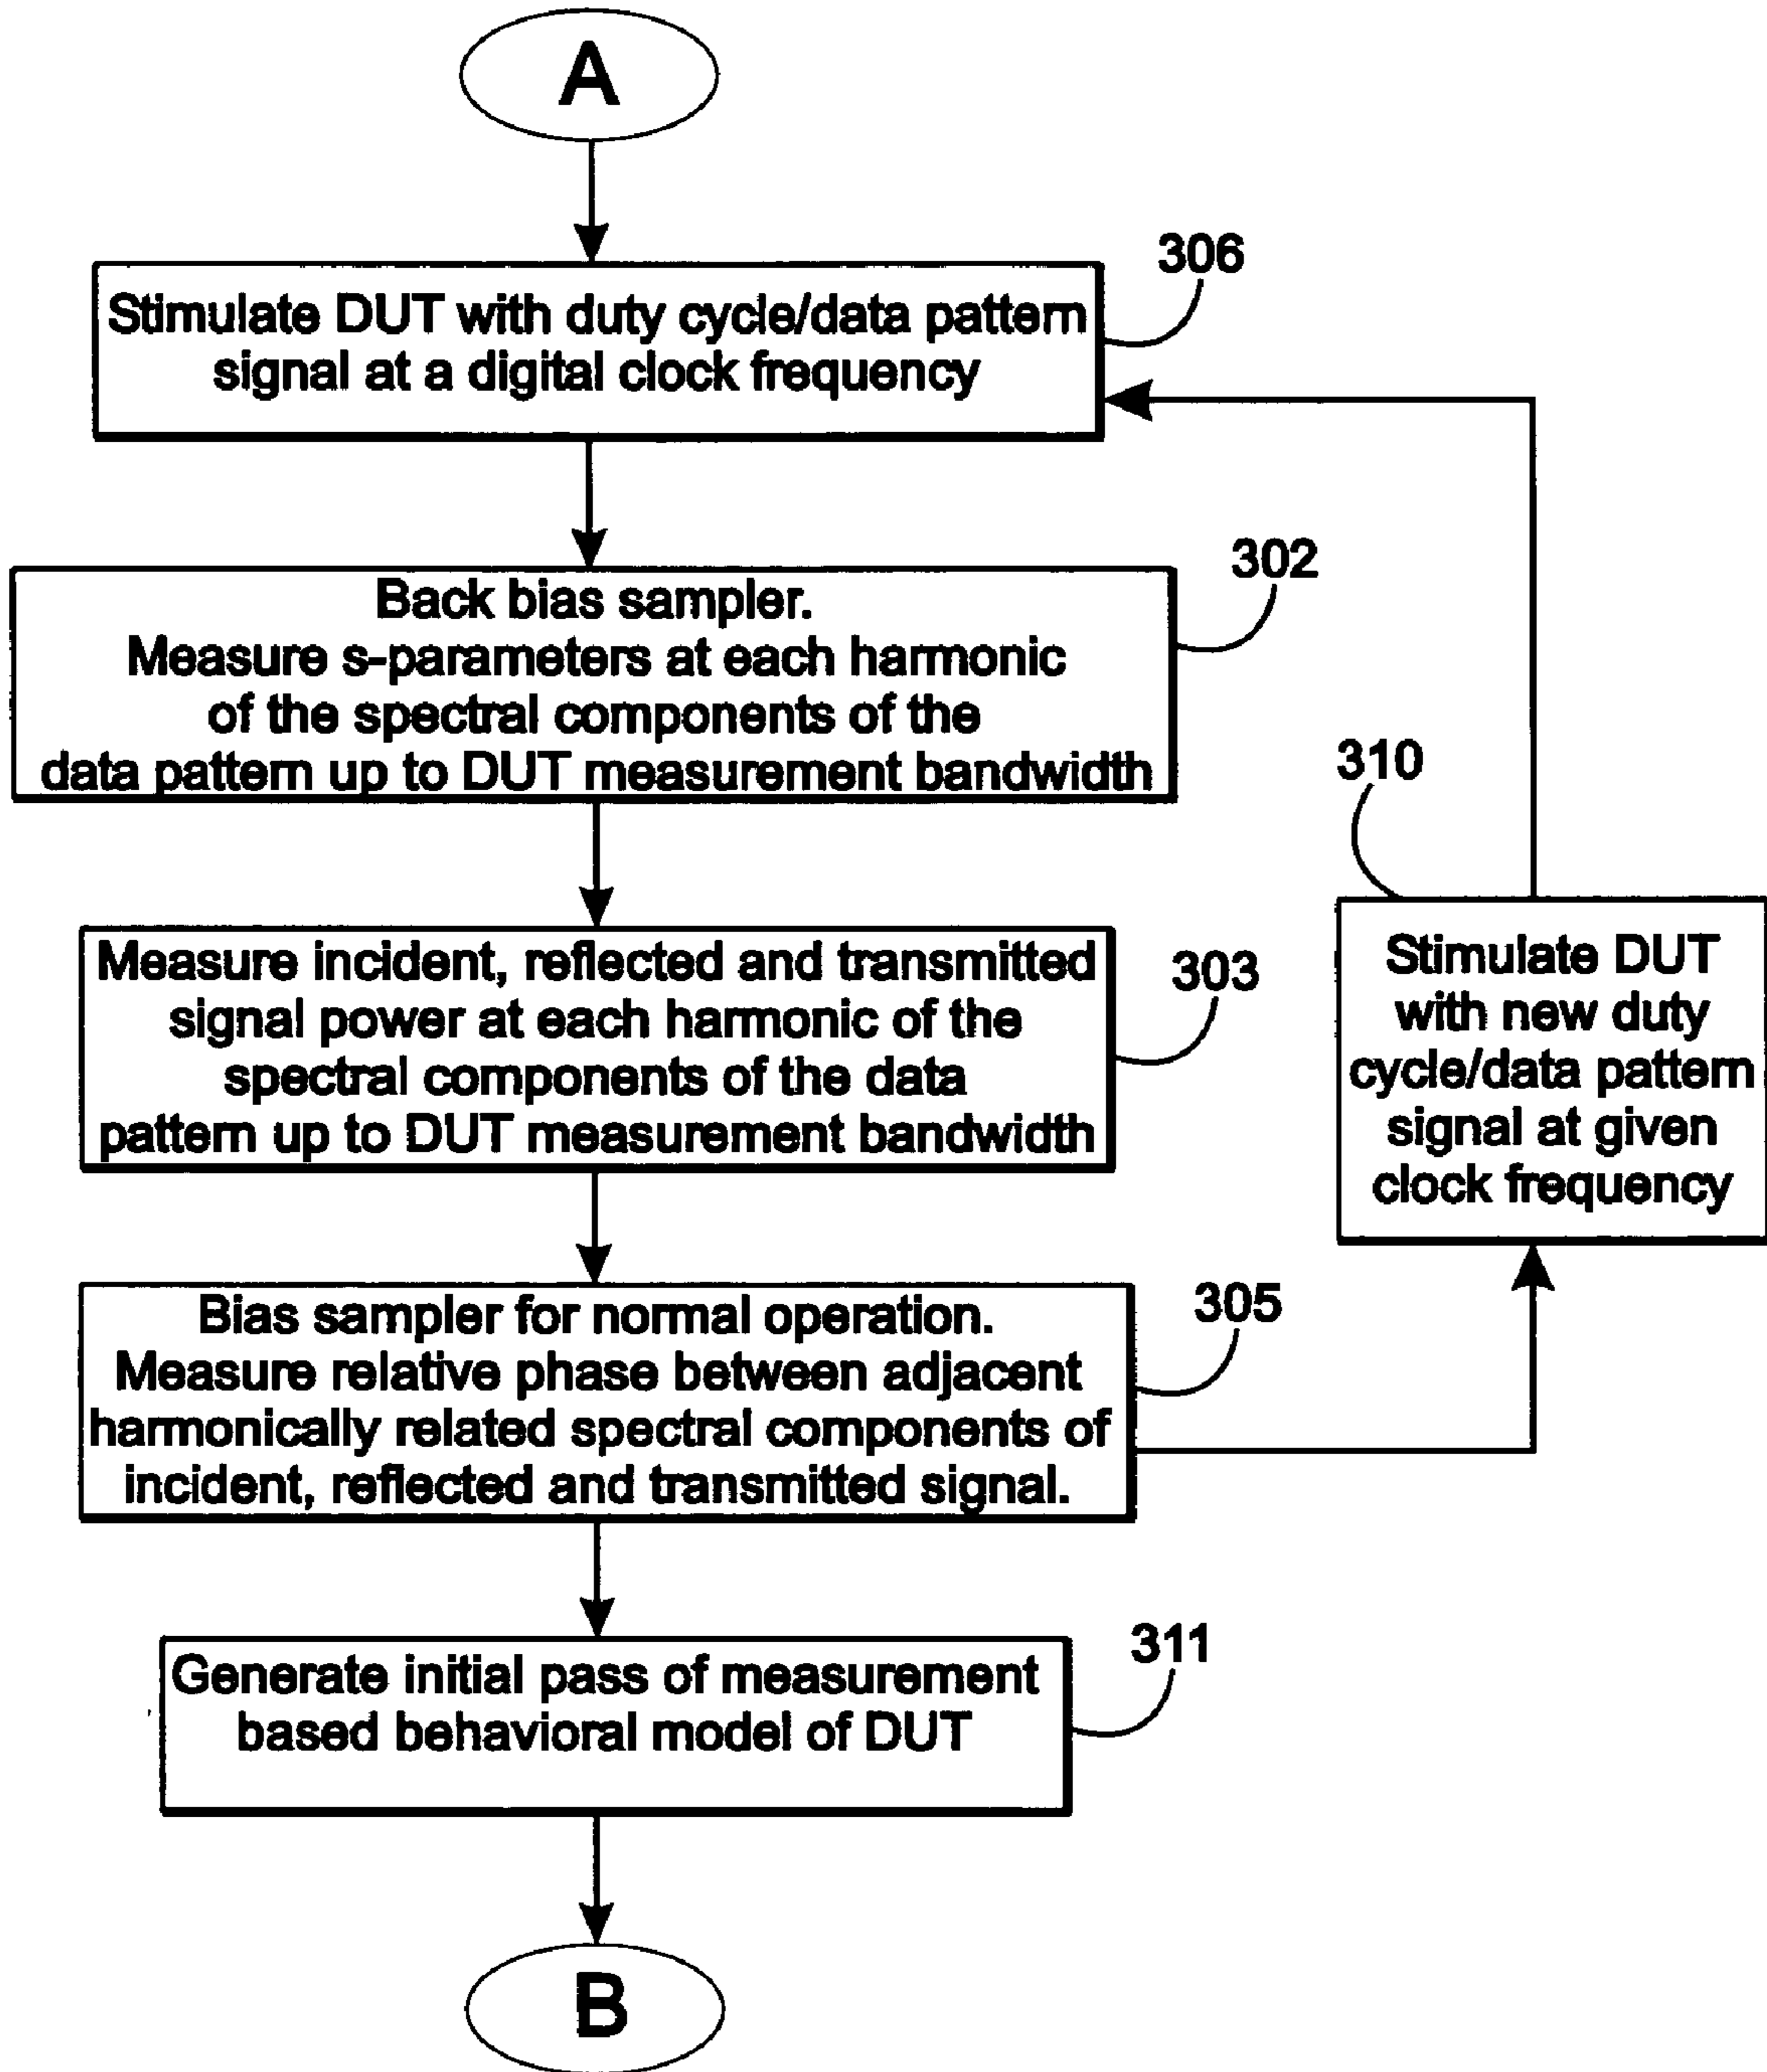 A
306
Stimulate DUT with duty cycle/data pattern
signal at a digital clock frequency
302
Back bias sampler.
Measure s-parameters at each harmonic
of the spectral components of the
data pattern up to DUT measurement bandwidth
310
Stimulate DUT
with new duty
cycle/data pattern
signal at given
clock frequency
303
Measure incident, reflected and transmitted
signal power at each harmonic of the
spectral components of the data
pattern up to DUT measurement bandwidth
305
Bias sampler for normal operation.
Measure relative phase between adjacent
harmonically related spectral components of
incident, reflected and transmitted signal.
311
Generate initial pass of measurement
based behavioral model of DUT
B